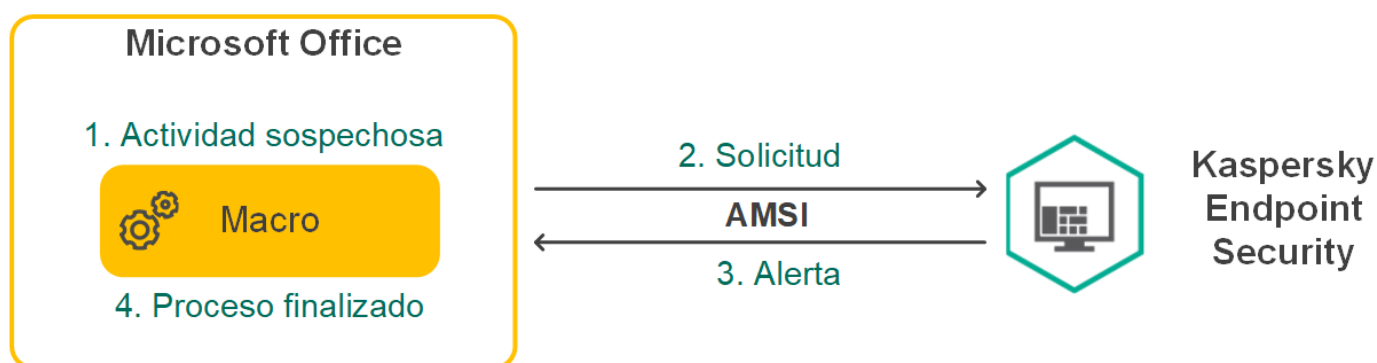 Microsoft Office
1. Actividad sospechosa
Macro
4. Proceso finalizado
2. Solicitud
AMSI
3. Alerta
Kaspersky
Endpoint
Security